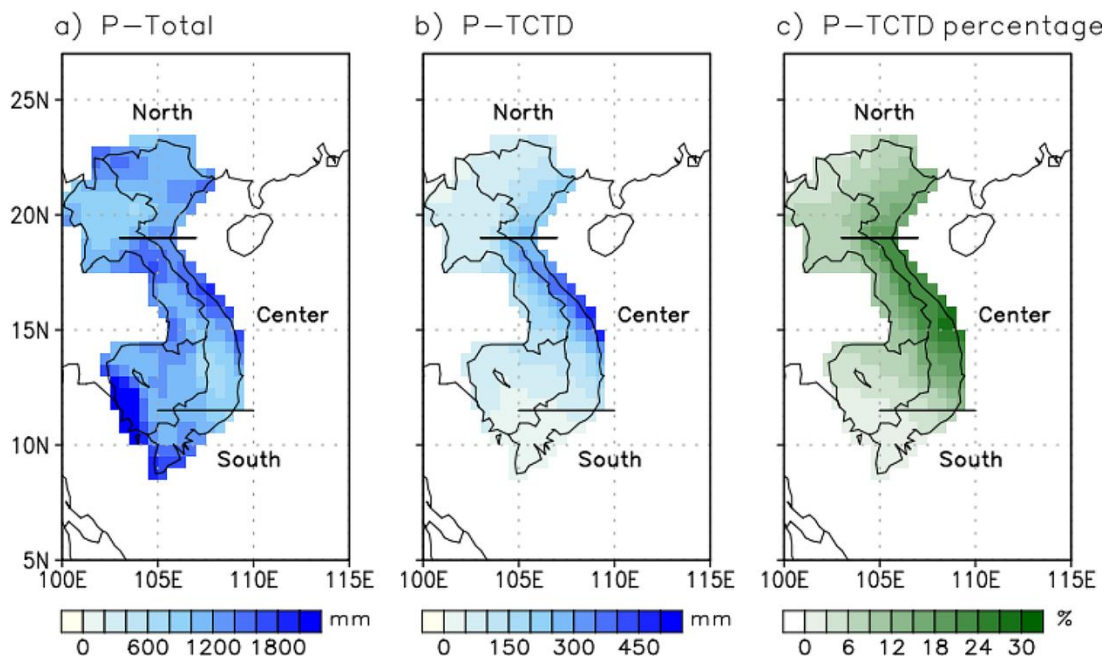 a) P-Total b) P-TCTD c) P-TCTD percentage
25N North North North
20N
15N Center Center Center
10N South South South
5N
100E 105E 110E 115E 100E 105E 110E 115E 100E 105E 110E 115E
mm mm %
0 600 1200 1800 0 150 300 450 0 6 12 18 24 30